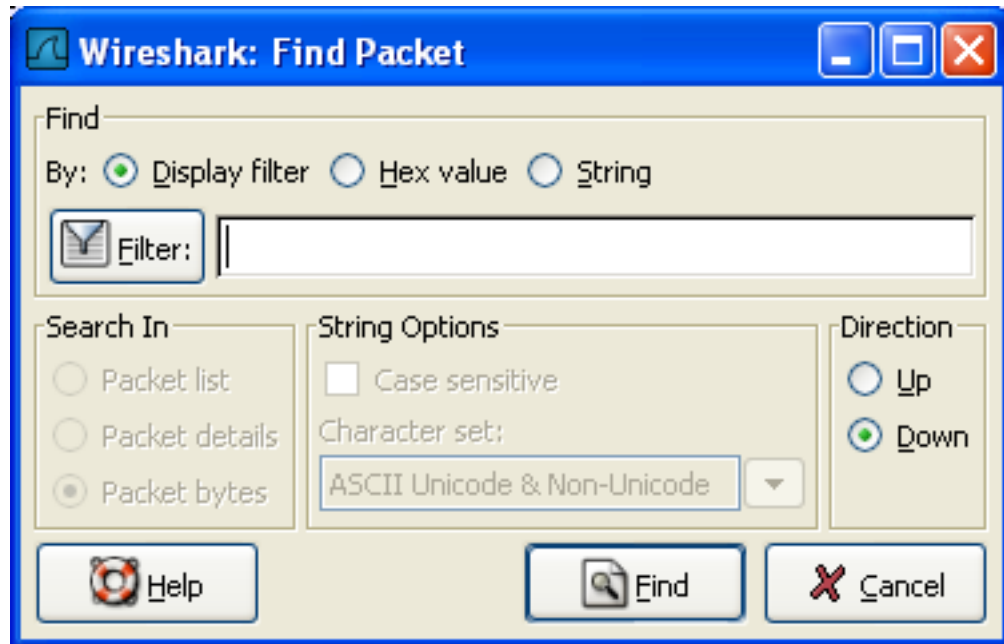 Wireshark: Find Packet
Find
By: Display filter Hex value String
Filter:
Search In
Packet list
Packet details
Packet bytes
String Options
Case sensitive
Character set:
ASCII Unicode & Non-Unicode
Direction
Up
Down
Help
Find
Cancel